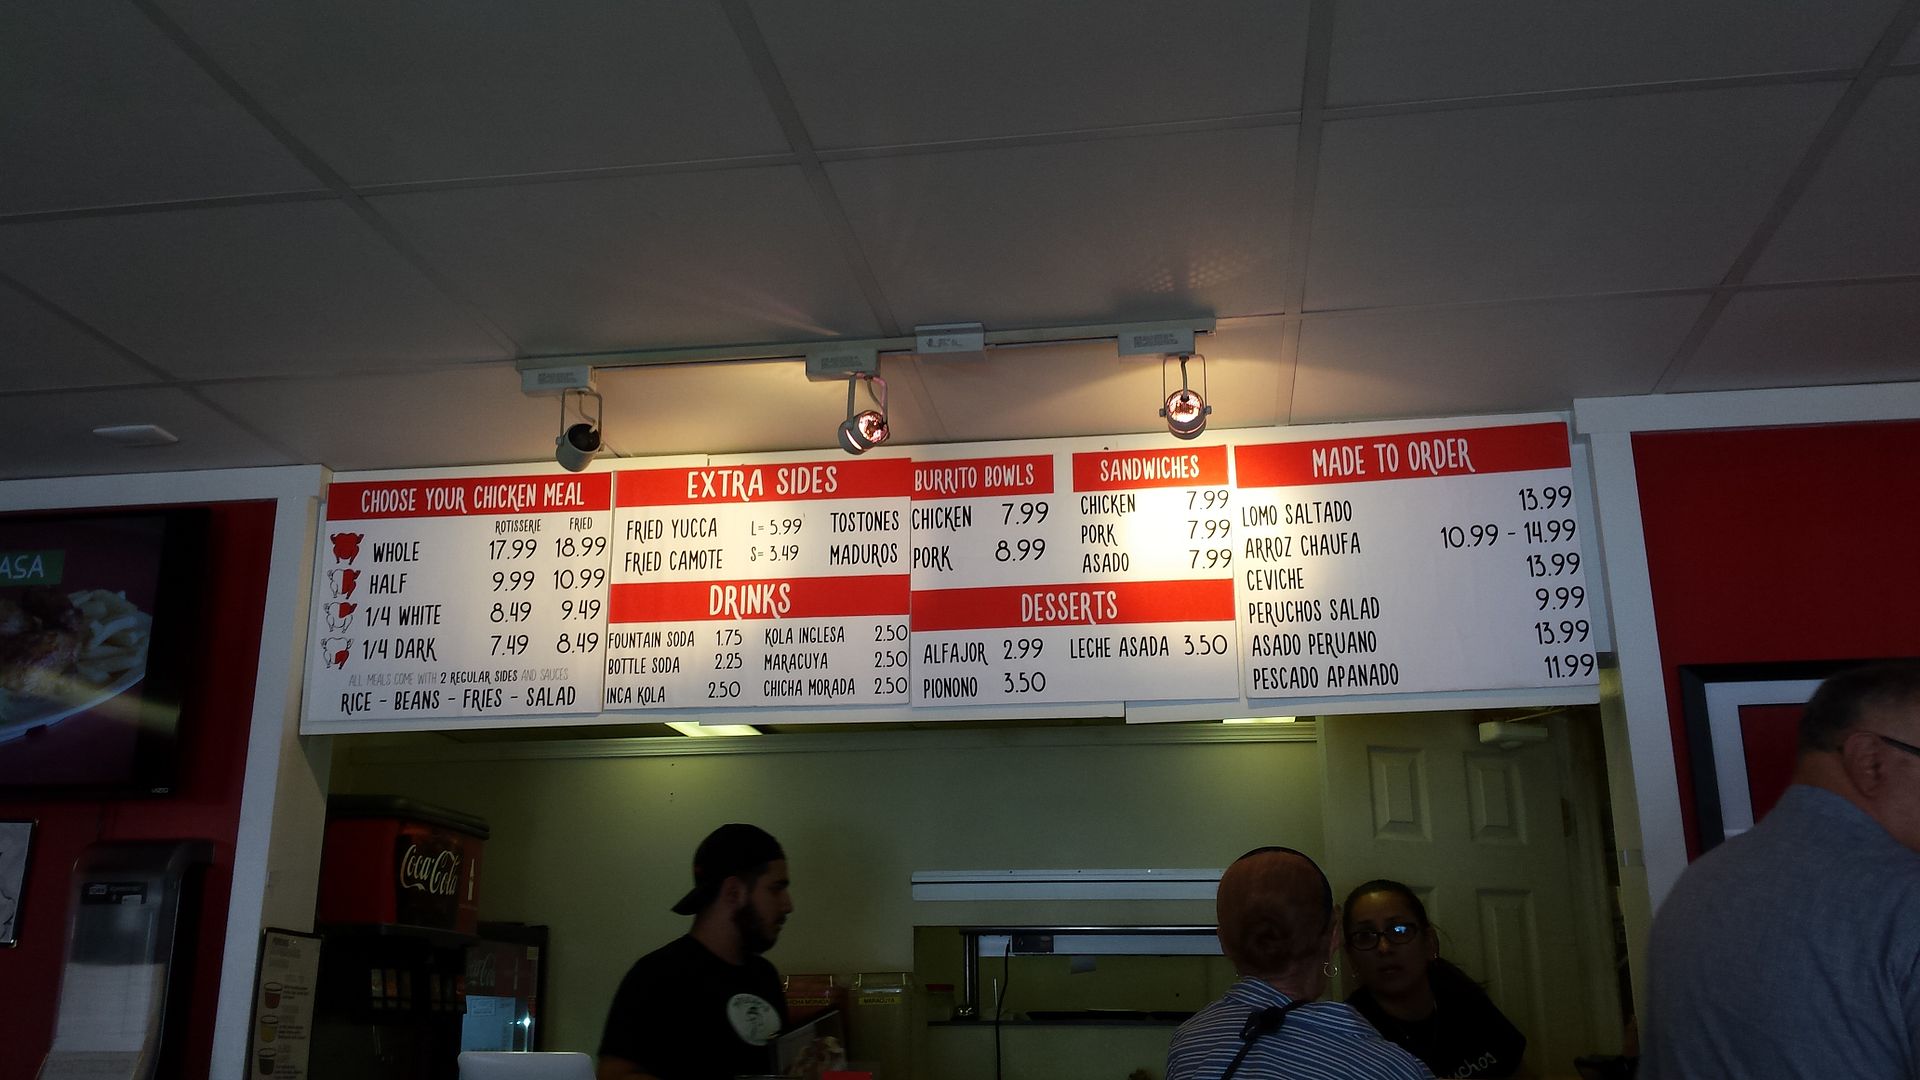 CHOOSE YOUR CHICKEN MEAL
ROTISSERIE FRIED
WHOLE 17.99 18.99
HALF 9.99 10.99
1/4 WHITE 8.49 9.49
1/4 DARK 7.49 8.49
ALL MEALS COME WITH 2 REGULAR SIDES AND SAUCES
RICE - BEANS - FRIES - SALAD
EXTRA SIDES
FRIED YUCCA L= 5.99 TOSTONES
FRIED CAMOTE S= 3.49 MADUROS
DRINKS
FOUNTAIN SODA 1.75 KOLA INGLESA 2.50
BOTTLE SODA 2.25 MARACUYA 2.50
INCA KOLA 2.50 CHICHA MORADA 2.50
BURRITO BOWLS
CHICKEN 7.99
PORK 8.99
SANDWICHES
CHICKEN 7.99
PORK 7.99
ASADO 7.99
DESSERTS
ALFAJOR 2.99 LECHE ASADA 3.50
PIONONO 3.50
MADE TO ORDER
LOMO SALTADO 13.99
ARROZ CHAUFA 10.99 - 14.99
CEVICHE 13.99
PERUCHOS SALAD 9.99
ASADO PERUANO 13.99
PESCADO APANADO 11.99
ASA
VIZIO
Coca-Cola
CHICHA MORADA
MARACUYA
uchos